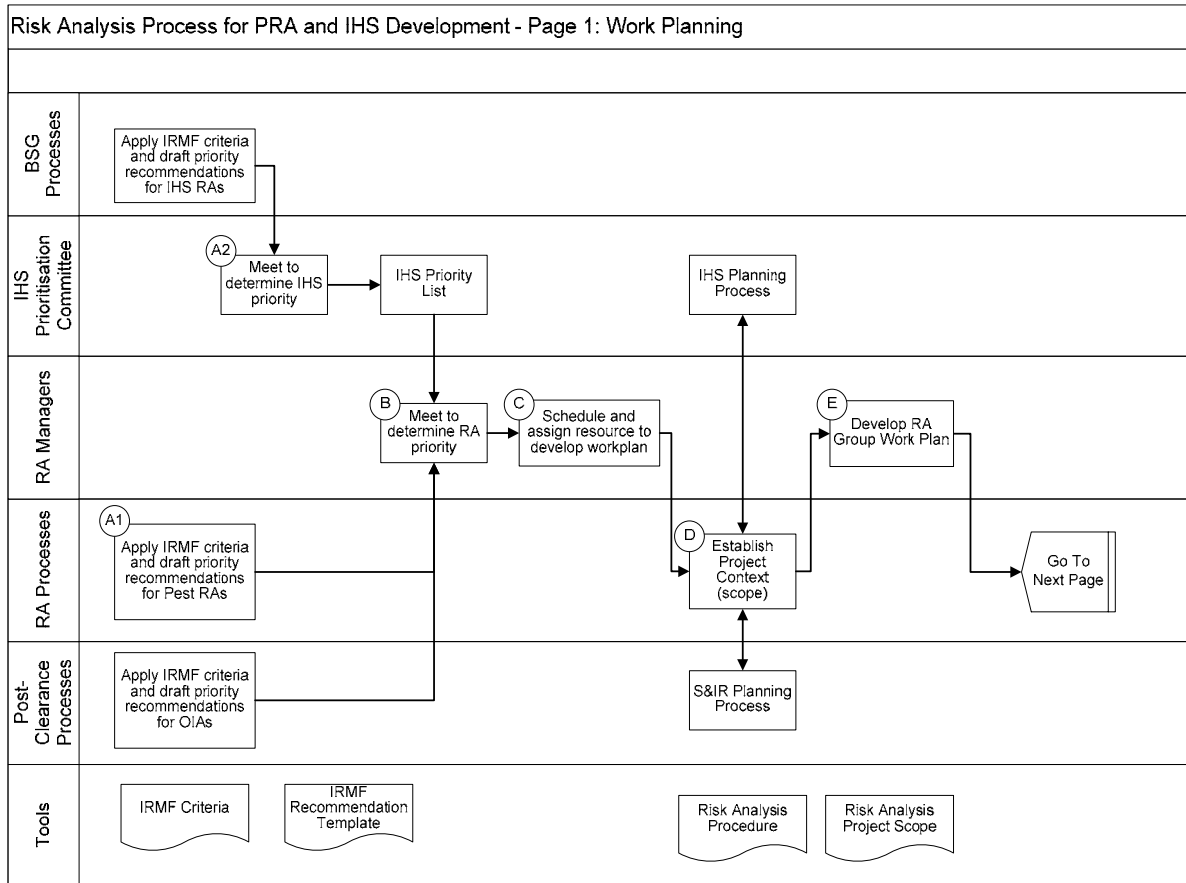 Risk Analysis Process for PRA and IHS Development - Page 1: Work Planning
BSG
Processes
Apply IRMF criteria
and draft priority
recommendations
for IHS RAs
IHS
Prioritisation
Committee
A2
Meet to
determine IHS
priority
IHS Priority
List
IHS Planning
Process
RA Managers
B
Meet to
determine RA
priority
C
Schedule and
assign resource to
develop workplan
E
Develop RA
Group Work Plan
RA Processes
A1
Apply IRMF criteria
and draft priority
recommendations
for Pest RAs
D
Establish
Project
Context
(scope)
Go To
Next Page
Post-
Clearance
Processes
Apply IRMF criteria
and draft priority
recommendations
for OIAs
S&IR Planning
Process
Tools
IRMF Criteria
IRMF
Recommendation
Template
Risk Analysis
Procedure
Risk Analysis
Project Scope